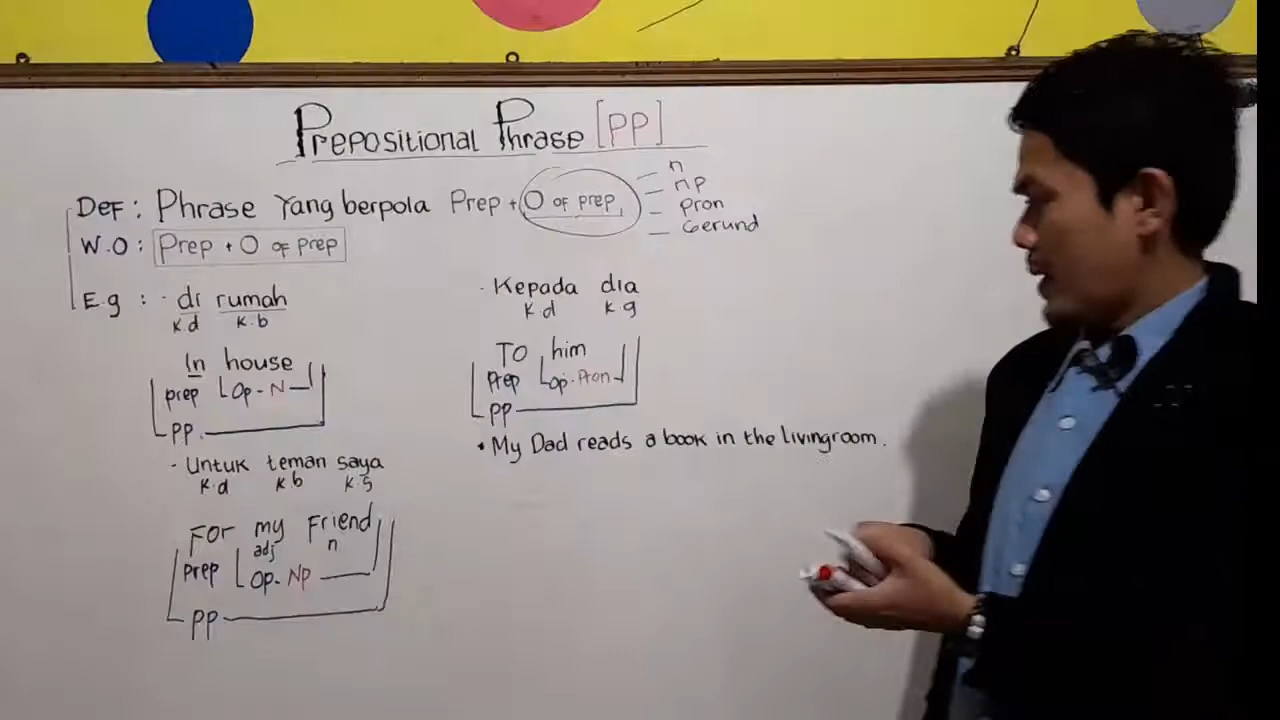 Prepositional Phrase [PP]
Def : Phrase Yang berpola Prep + O of prep,
n
np
pron
Gerund
W.O : Prep + O of prep
E.g : · di rumah
k.d k.b
In house
prep Op - N
PP.
· Untuk teman saya
k.d k b k.g
For my Friend
adj n
Prep Op - Np
PP
· Kepada dia
k.d k.g
To him
Prep Op - Pron
PP
• My Dad reads a book in the livingroom.